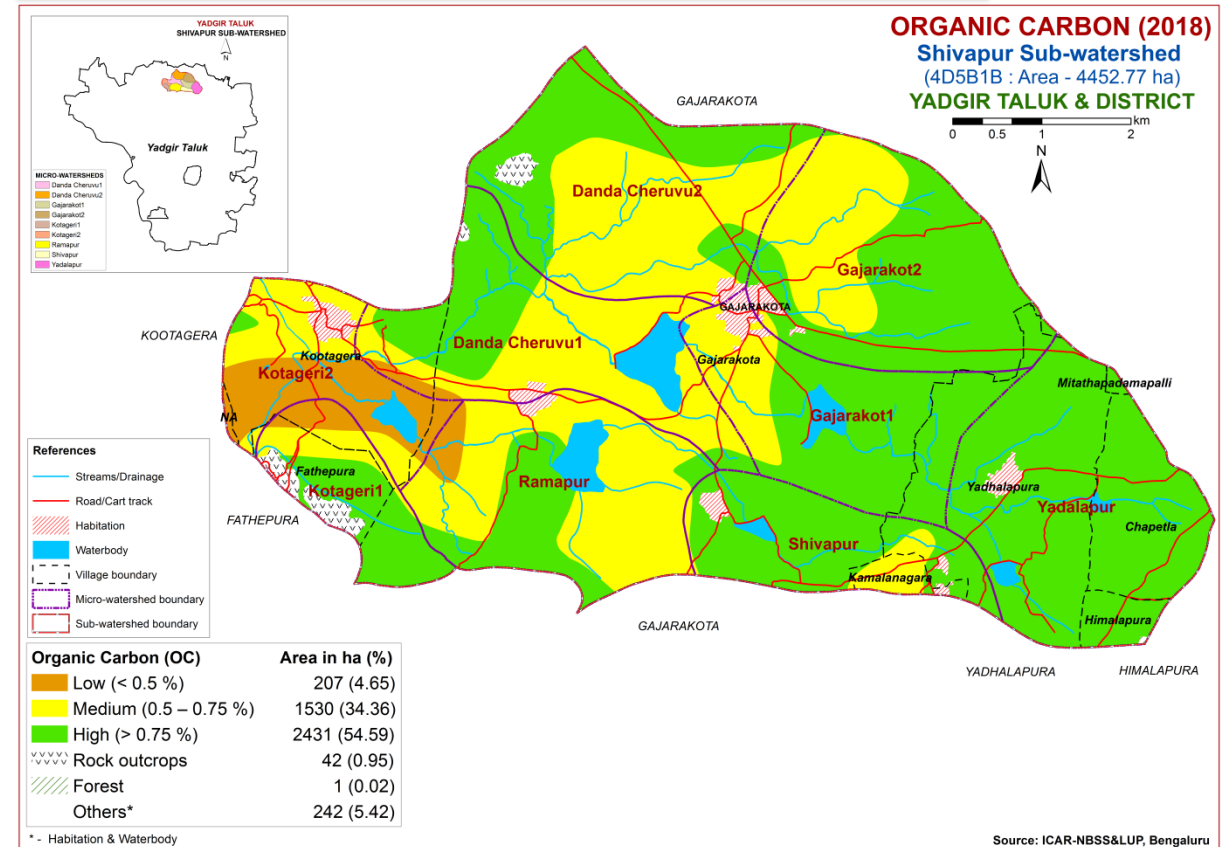 YADGIR TALUK
SHIVAPUR SUB-WATERSHED
N
Yadgir Taluk
MICRO-WATERSHEDS
Danda Cheruvu1
Danda Cheruvu2
Gajarakot1
Gajarakot2
Kotageri1
Kotageri2
Ramapur
Shivapur
Yadalapur
ORGANIC CARBON (2018)
Shivapur Sub-watershed
(4D5B1B : Area - 4452.77 ha)
YADGIR TALUK & DISTRICT
km
0 0.5 1 2
N
GAJARAKOTA
Danda Cheruvu2
Gajarakot2
GAJARAKOTA
KOOTAGERA
Kootagera
Danda Cheruvu1
Gajarakota
Kotageri2
Mitathapadamapalli
NA
Gajarakot1
Fathepura
Kotageri1
Ramapur
Yadhalapura
Yadalapur
FATHEPURA
Chapetla
Shivapur
Kamalanagara
GAJARAKOTA
Himalapura
YADHALAPURA
HIMALAPURA
References
Streams/Drainage
Road/Cart track
Habitation
Waterbody
Village boundary
Micro-watershed boundary
Sub-watershed boundary
Organic Carbon (OC) Area in ha (%)
Low (< 0.5 %) 207 (4.65)
Medium (0.5 – 0.75 %) 1530 (34.36)
High (> 0.75 %) 2431 (54.59)
Rock outcrops 42 (0.95)
Forest 1 (0.02)
Others* 242 (5.42)
* - Habitation & Waterbody
Source: ICAR-NBSS&LUP, Bengaluru